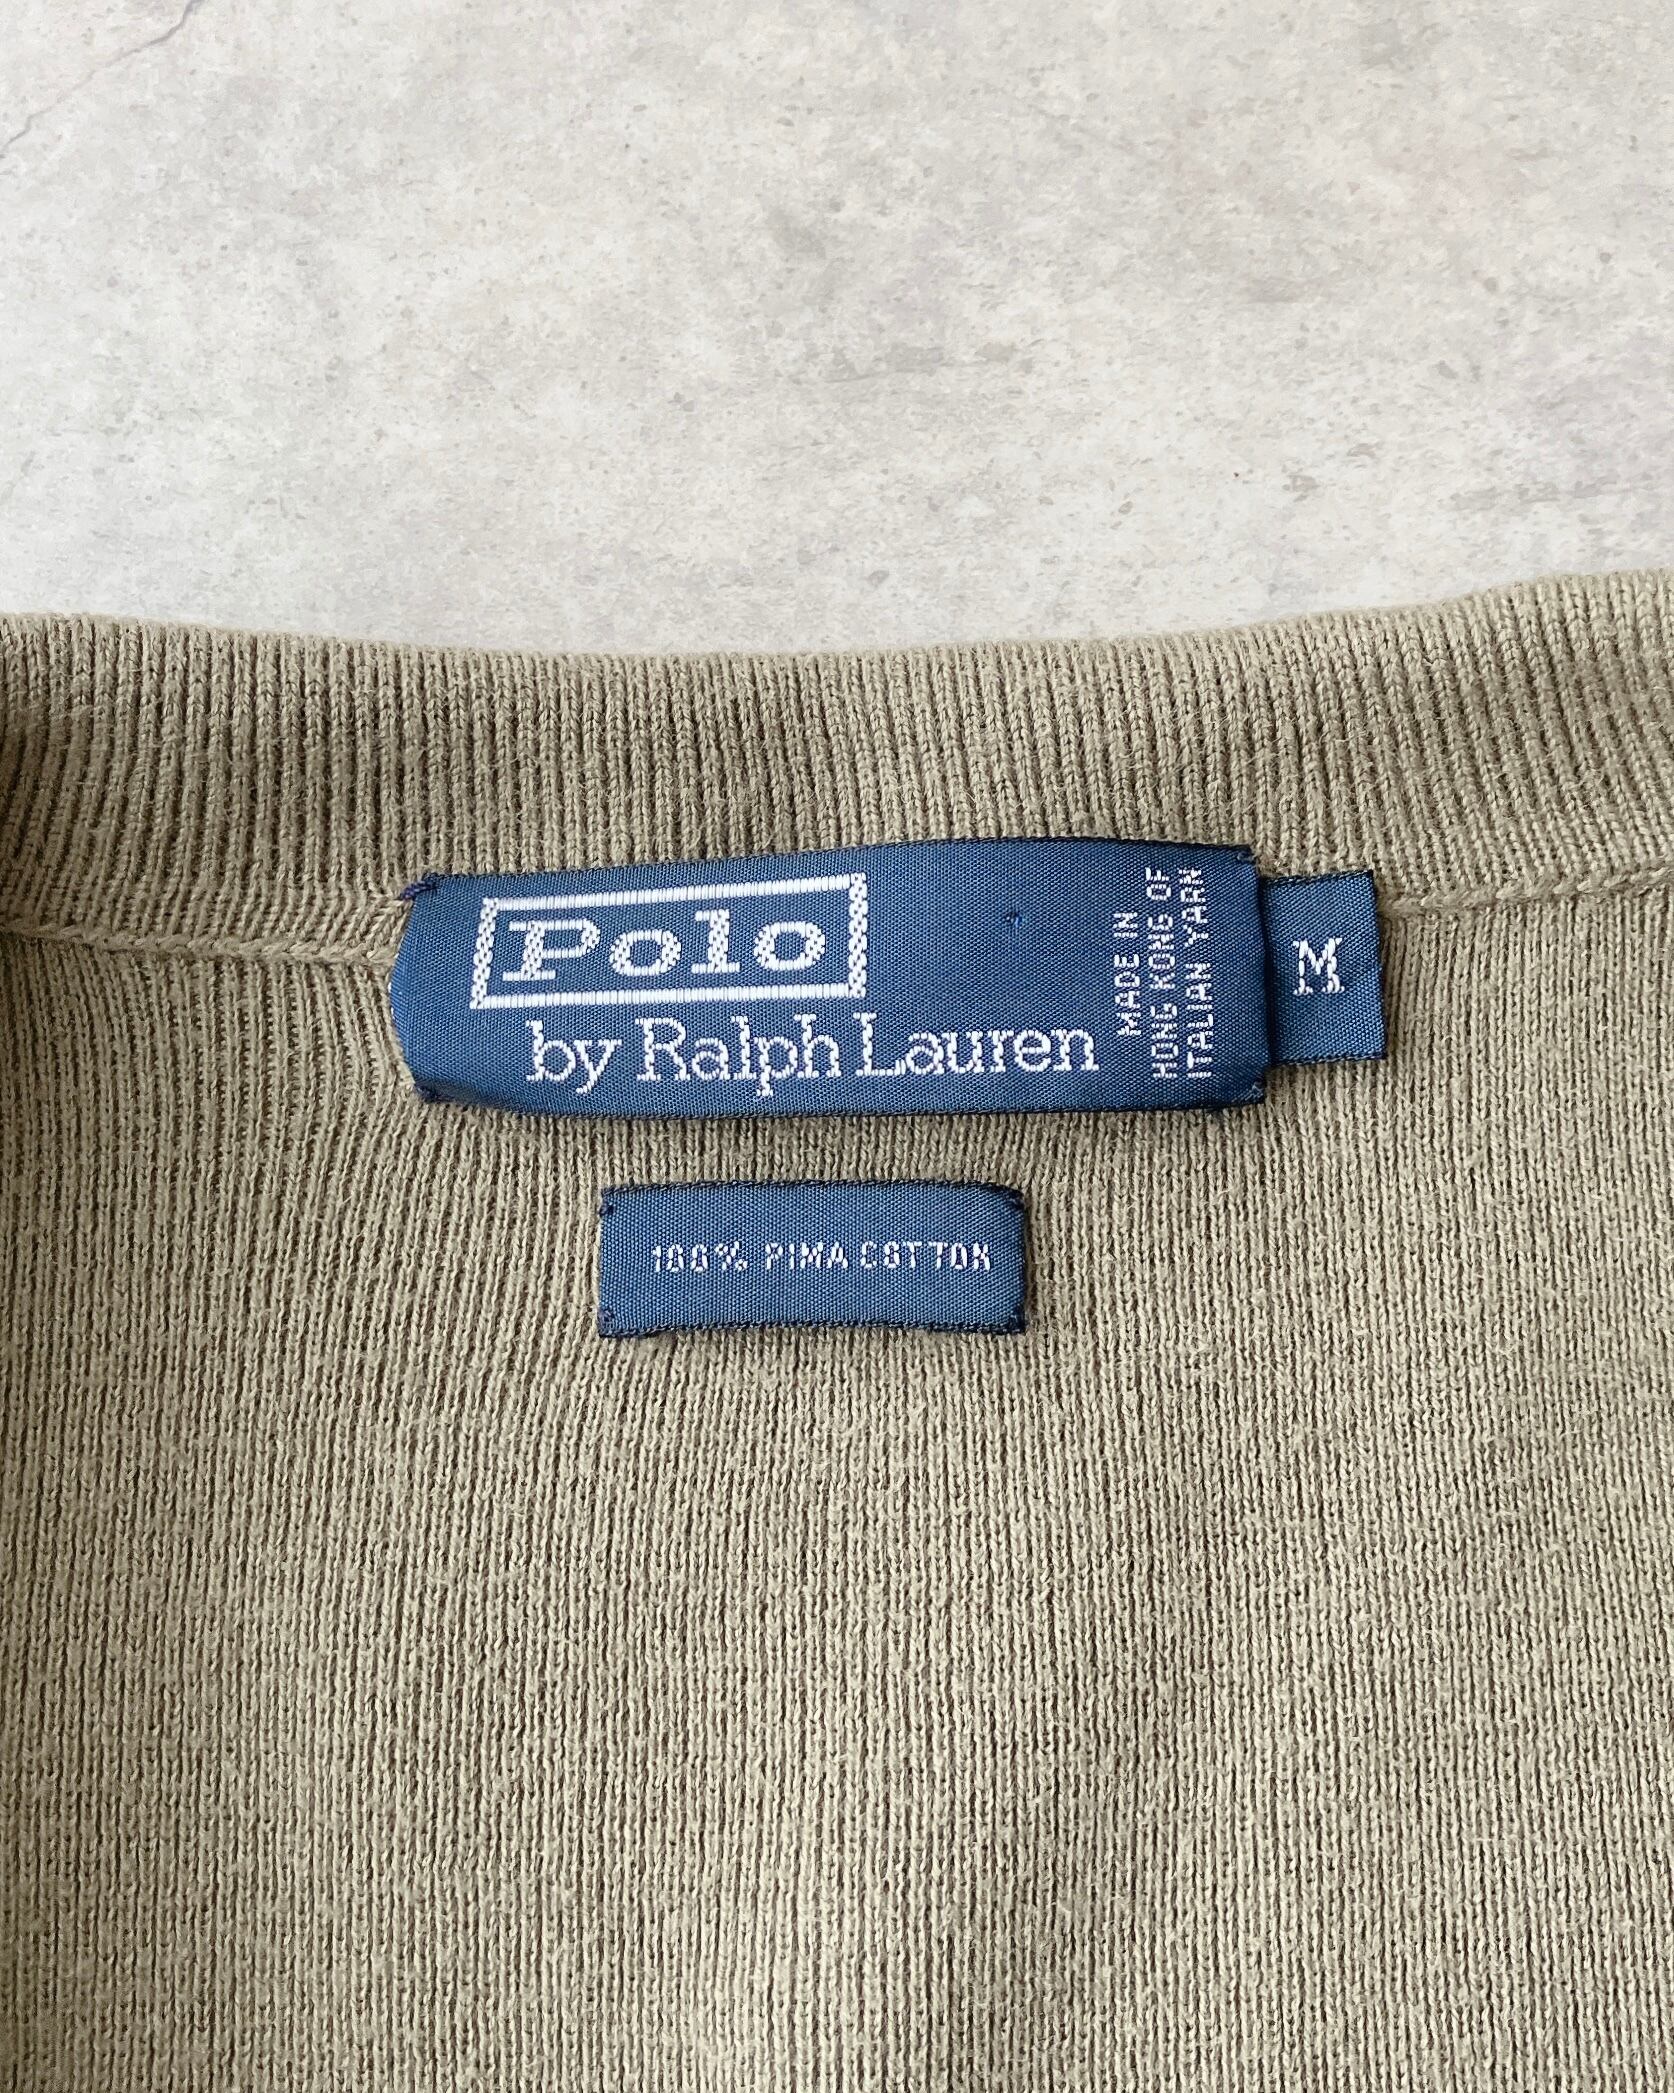 Polo
by Ralph Lauren
MADE IN
HONG KONG OF
ITALIAN YARN
M
100% PIMA COTTON